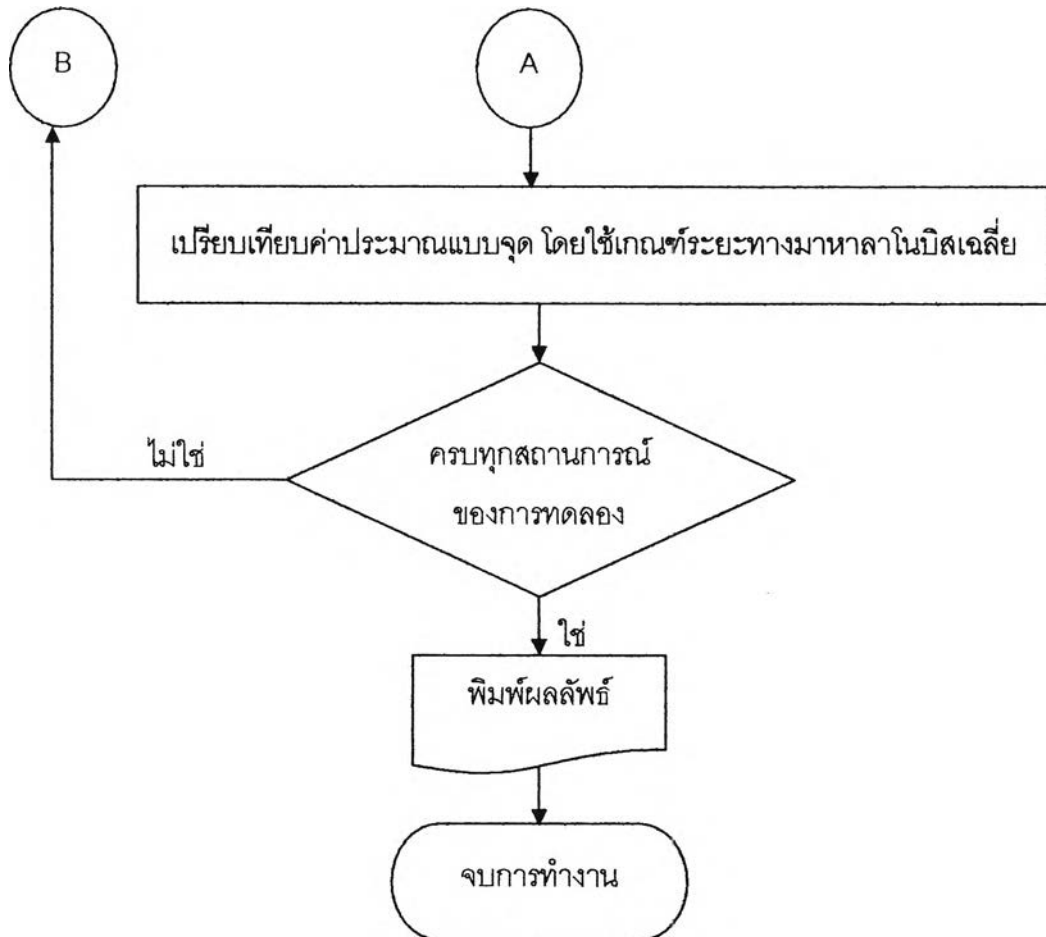 B
A
เปรียบเทียบค่าประมาณแบบจุด โดยใช้เกณฑ์ระยะทางมาหาลาโนบิสเฉลี่ย
ไม่ใช่
ครบทุกสถานการณ์
ของการทดลอง
ใช่
พิมพ์ผลลัพธ์
จบการทำงาน